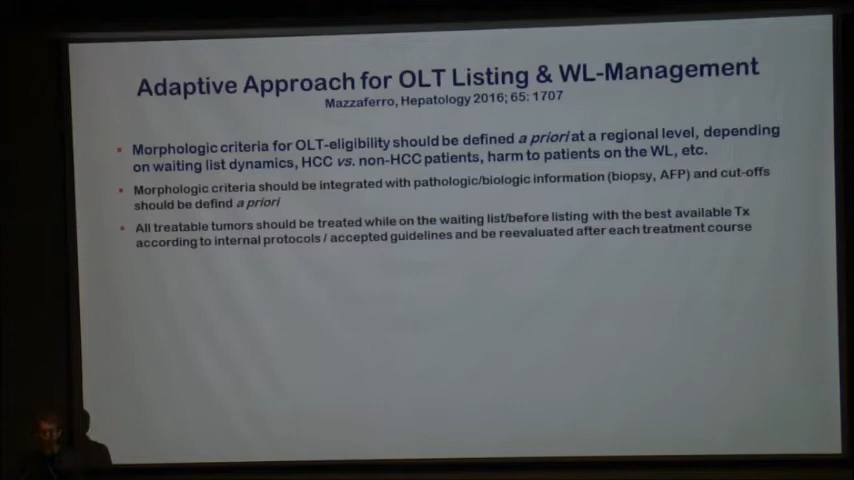 Adaptive Approach for OLT Listing & WL-Management
Mazzaferro, Hepatology 2016; 65: 1707
Morphologic criteria for OLT-eligibility should be defined a priori at a regional level, depending
on waiting list dynamics, HCC vs. non-HCC patients, harm to patients on the WL, etc.
Morphologic criteria should be integrated with pathologic/biologic information (biopsy, AFP) and cut-offs
should be defind a priori
All treatable tumors should be treated while on the waiting list/before listing with the best available Tx
according to internal protocols / accepted guidelines and be reevaluated after each treatment course